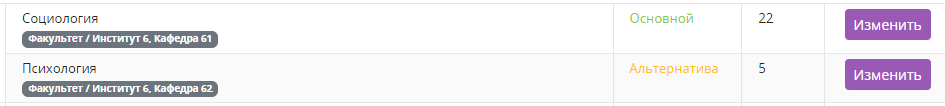 Социология Основной 22 Изменить
Факультет / Институт 6, Кафедра 61
Психология Альтернатива 5 Изменить
Факультет / Институт 6, Кафедра 62